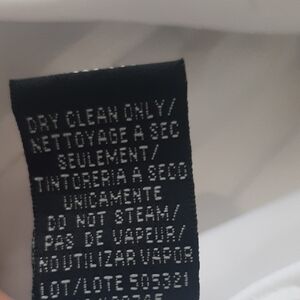 DRY CLEAN ONLY/
NETTOYAGE A SEC
SEULEMENT/
TINTORERIA A SECO
UNICAMENTE
DO NOT STEAM/
PAS DE VAPEUR/
NO UTILIZAR VAPOR
LOT/LOTE 505321